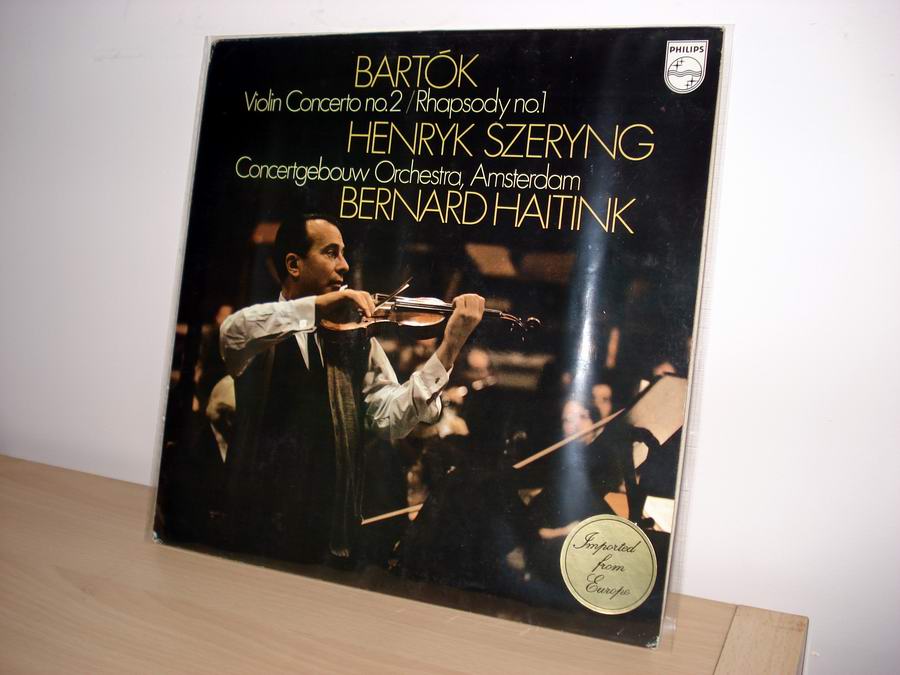 PHILIPS
BARTÓK
Violin Concerto no.2 / Rhapsody no.1
HENRYK SZERYNG
Concertgebouw Orchestra, Amsterdam
BERNARD HAITINK
Imported
from
Europe